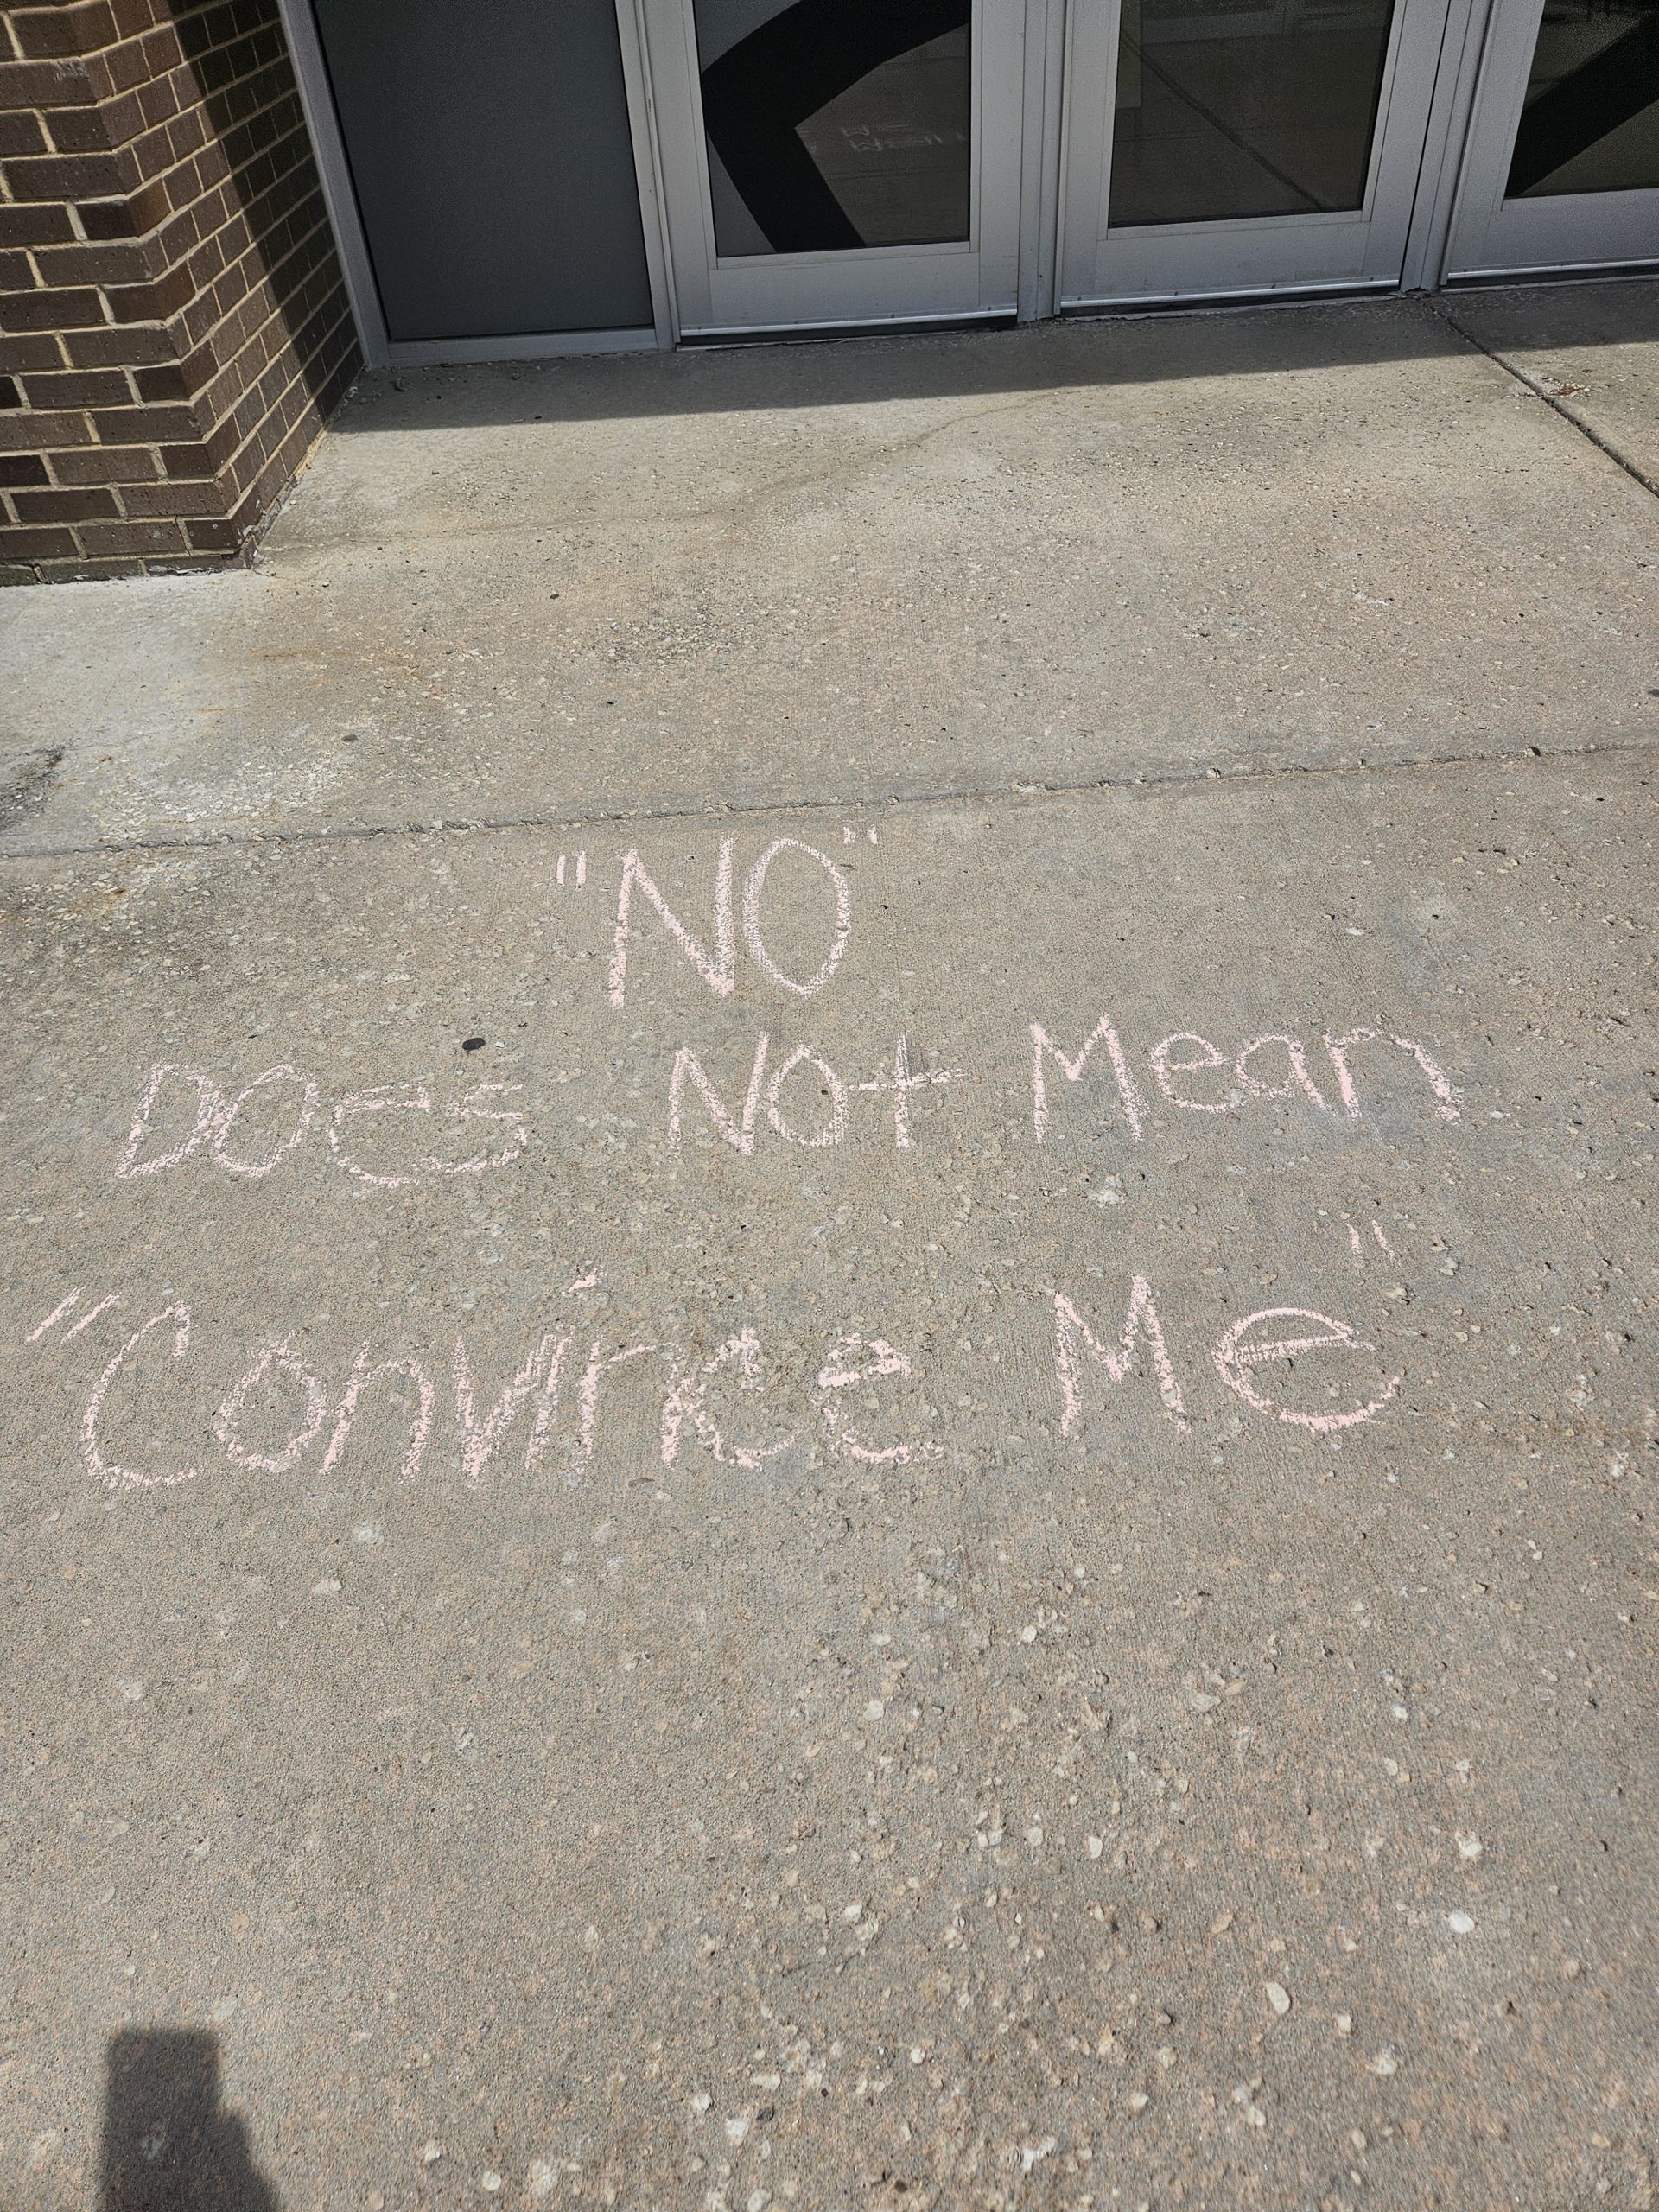 "NO"
Does Not Mean
"Convince Me"